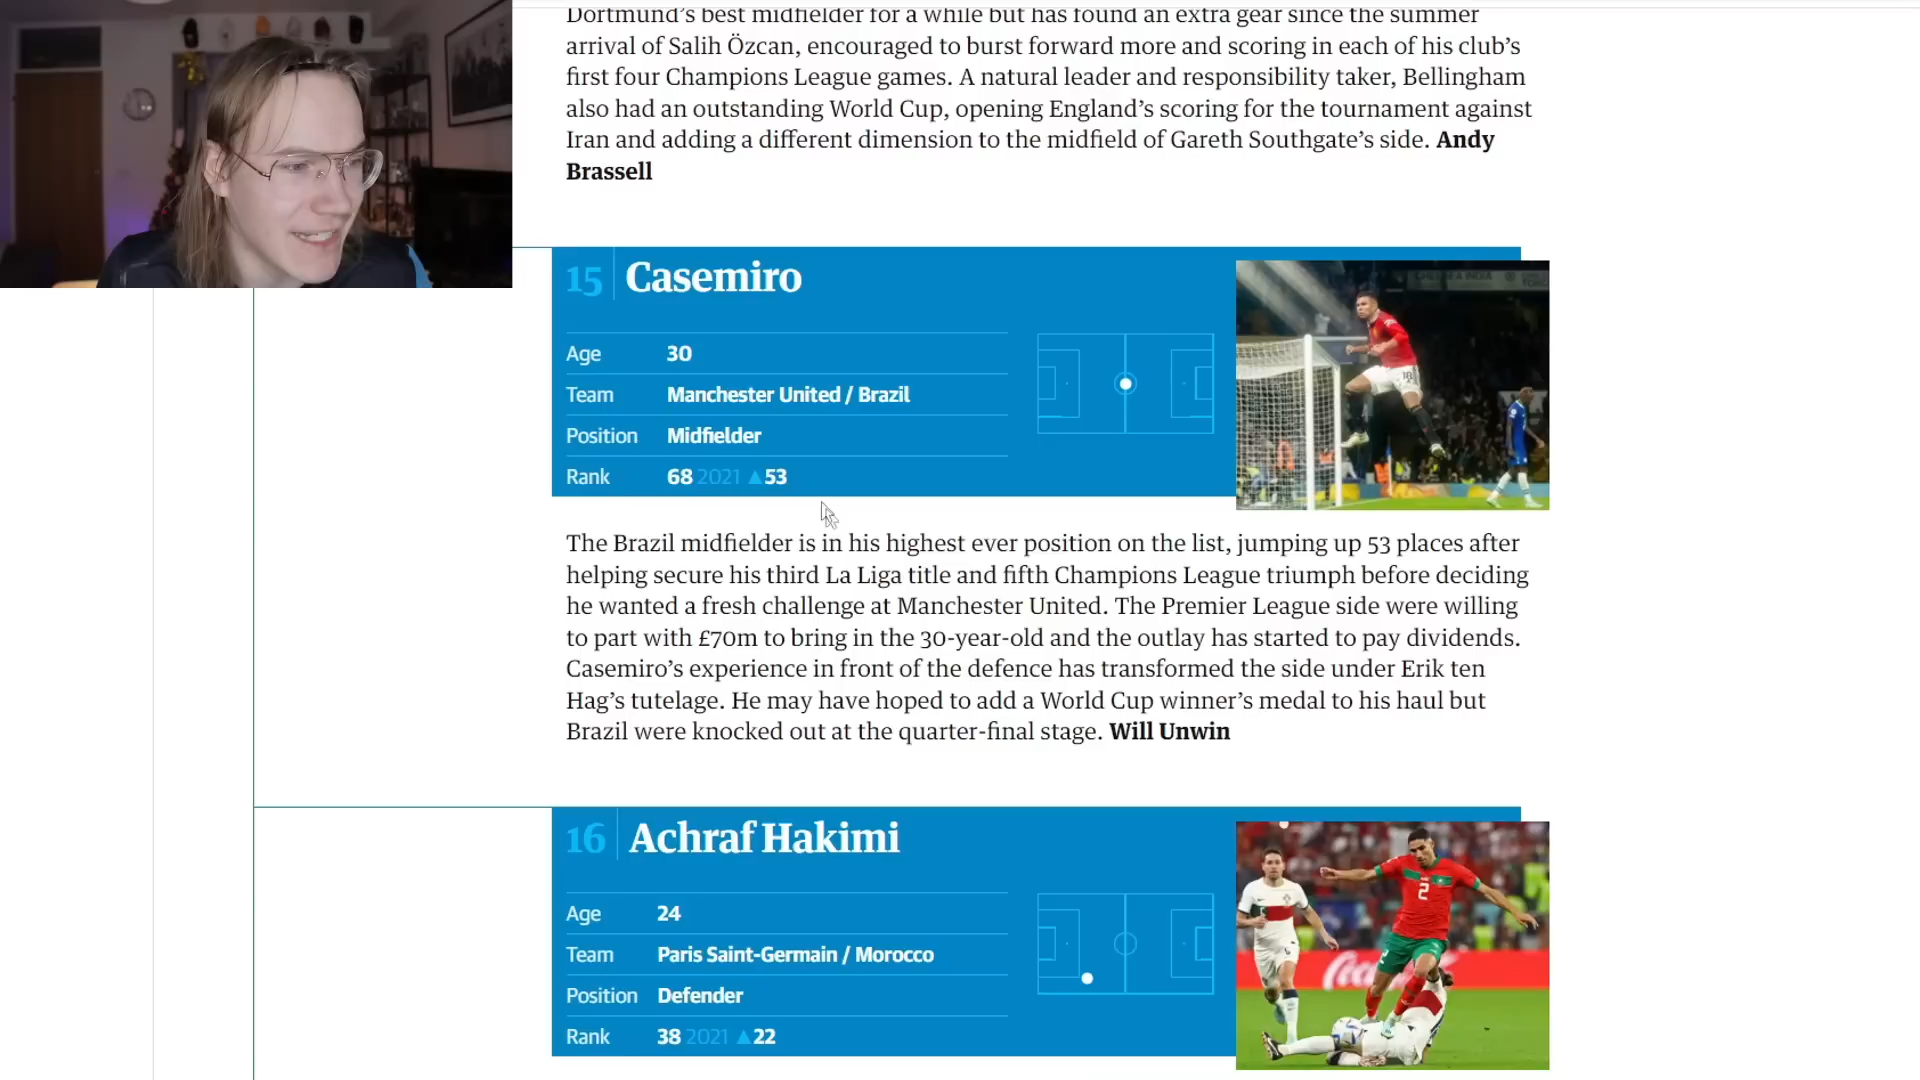 Dortmund's best midfielder for a while but has found an extra gear since the summer
arrival of Salih Özcan, encouraged to burst forward more and scoring in each of his club's
first four Champions League games. A natural leader and responsibility taker, Bellingham
also had an outstanding World Cup, opening England's scoring for the tournament against
Iran and adding a different dimension to the midfield of Gareth Southgate's side. Andy
Brassell
15 Casemiro
Age 30
Team Manchester United / Brazil
Position Midfielder
Rank 68 2021 ▲53
18
The Brazil midfielder is in his highest ever position on the list, jumping up 53 places after
helping secure his third La Liga title and fifth Champions League triumph before deciding
he wanted a fresh challenge at Manchester United. The Premier League side were willing
to part with £70m to bring in the 30-year-old and the outlay has started to pay dividends.
Casemiro's experience in front of the defence has transformed the side under Erik ten
Hag's tutelage. He may have hoped to add a World Cup winner's medal to his haul but
Brazil were knocked out at the quarter-final stage. Will Unwin
16 Achraf Hakimi
Age 24
Team Paris Saint-Germain / Morocco
Position Defender
Rank 38 2021 ▲22
2
2